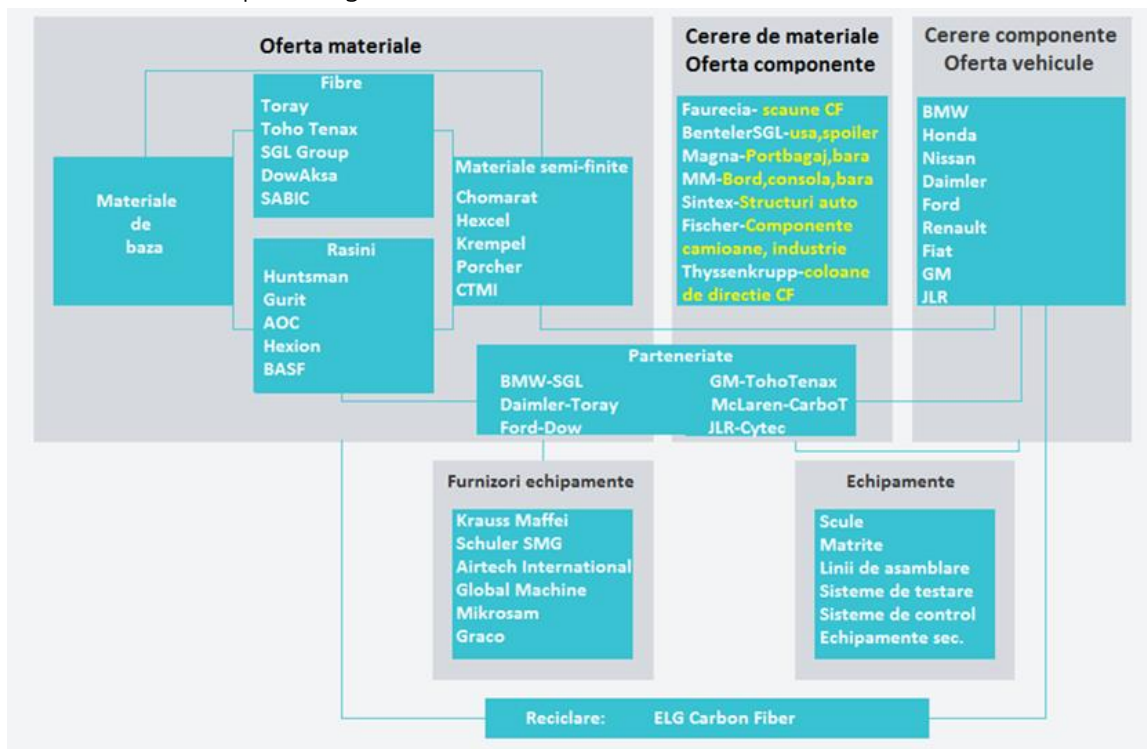 Oferta materiale
Fibre
Toray
Toho Tenax
SGL Group
DowAksa
SABIC
Materiale
de
baza
Rasini
Huntsman
Gurit
AOC
Hexion
BASF
Materiale semi-finite
Chomarat
Hexcel
Krempel
Porcher
CTMI
Cerere de materiale
Oferta componente
Faurecia- scaune CF
BentelerSGL-usa,spoiler
Magna-Portbagaj,bara
MM-Bord,consola,bara
Sintex-Structuri auto
Fischer-Componente
camioane, industrie
Thyssenkrupp-coloane
de directie CF
Cerere componente
Oferta vehicule
BMW
Honda
Nissan
Daimler
Ford
Renault
Fiat
GM
JLR
Parteneriate
BMW-SGL
Daimler-Toray
Ford-Dow
GM-TohoTenax
McLaren-CarboT
JLR-Cytec
Furnizori echipamente
Krauss Maffei
Schuler SMG
Airtech International
Global Machine
Mikrosam
Graco
Echipamente
Scule
Matrite
Linii de asamblare
Sisteme de testare
Sisteme de control
Echipamente sec.
Reciclare: ELG Carbon Fiber